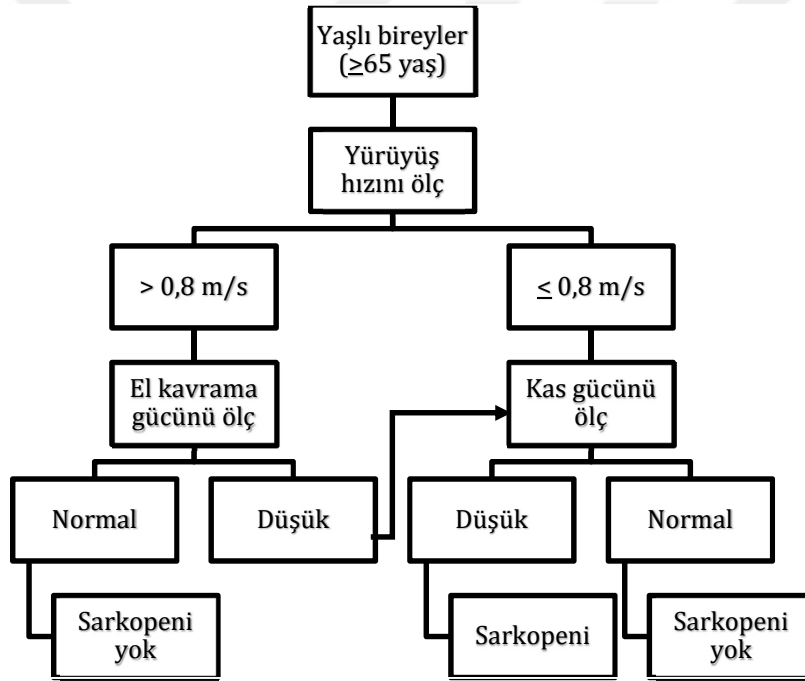 Yaşlı bireyler
(≥65 yaş)
Yürüyüş
hızını ölç
> 0,8 m/s
≤ 0,8 m/s
El kavrama
gücünü ölç
Kas gücünü
ölç
Normal
Düşük
Düşük
Normal
Sarkopeni
yok
Sarkopeni
Sarkopeni
yok